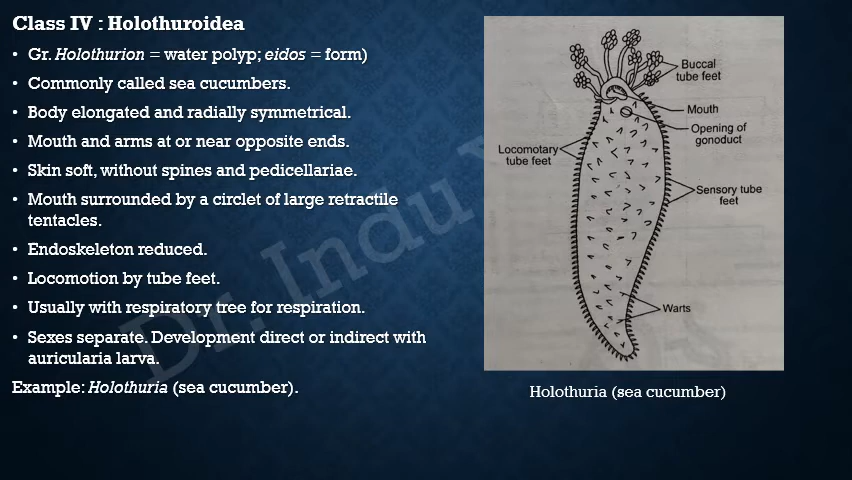 Class IV : Holothuroidea
• Gr. Holothurion = water polyp; eidos = form)
• Commonly called sea cucumbers.
• Body elongated and radially symmetrical.
• Mouth and arms at or near opposite ends.
• Skin soft, without spines and pedicellariae.
• Mouth surrounded by a circlet of large retractile
tentacles.
• Endoskeleton reduced.
• Locomotion by tube feet.
• Usually with respiratory tree for respiration.
• Sexes separate. Development direct or indirect with
auricularia larva.
Example: Holothuria (sea cucumber).
Buccal
tube feet
Mouth
Opening of
gonoduct
Locomotary
tube feet
Sensory tube
feet
Warts
Holothuria (sea cucumber)
Dr. Indu